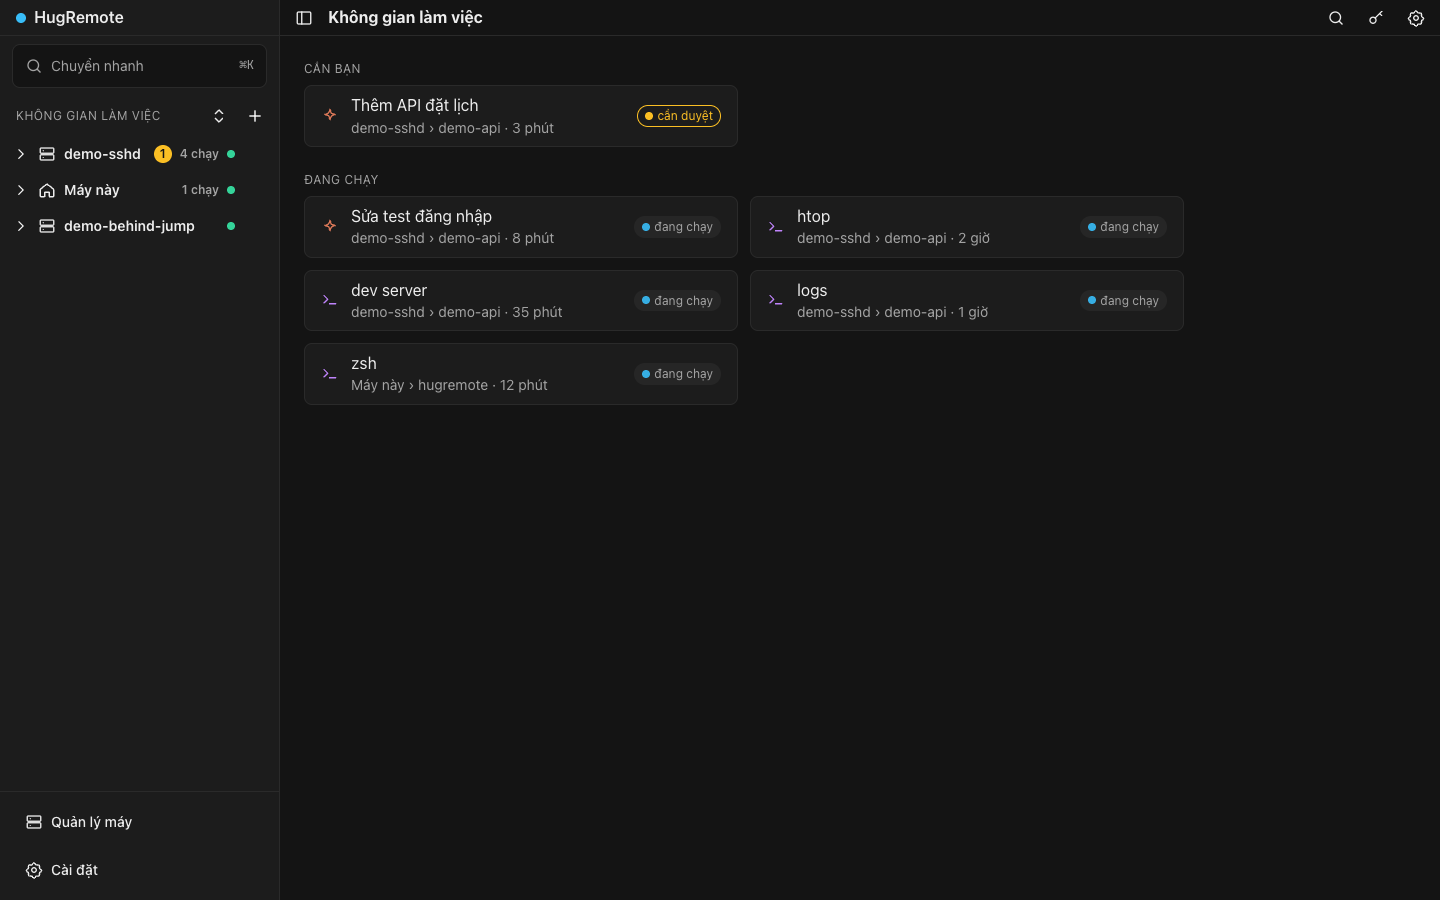 HugRemote
Không gian làm việc
Chuyển nhanh ⌘K
KHÔNG GIAN LÀM VIỆC
demo-sshd 1 4 chạy
Máy này 1 chạy
demo-behind-jump
Quản lý máy
Cài đặt
CẦN BẠN
Thêm API đặt lịch
demo-sshd › demo-api · 3 phút
cần duyệt
ĐANG CHẠY
Sửa test đăng nhập
demo-sshd › demo-api · 8 phút
đang chạy
htop
demo-sshd › demo-api · 2 giờ
đang chạy
dev server
demo-sshd › demo-api · 35 phút
đang chạy
logs
demo-sshd › demo-api · 1 giờ
đang chạy
zsh
Máy này › hugremote · 12 phút
đang chạy